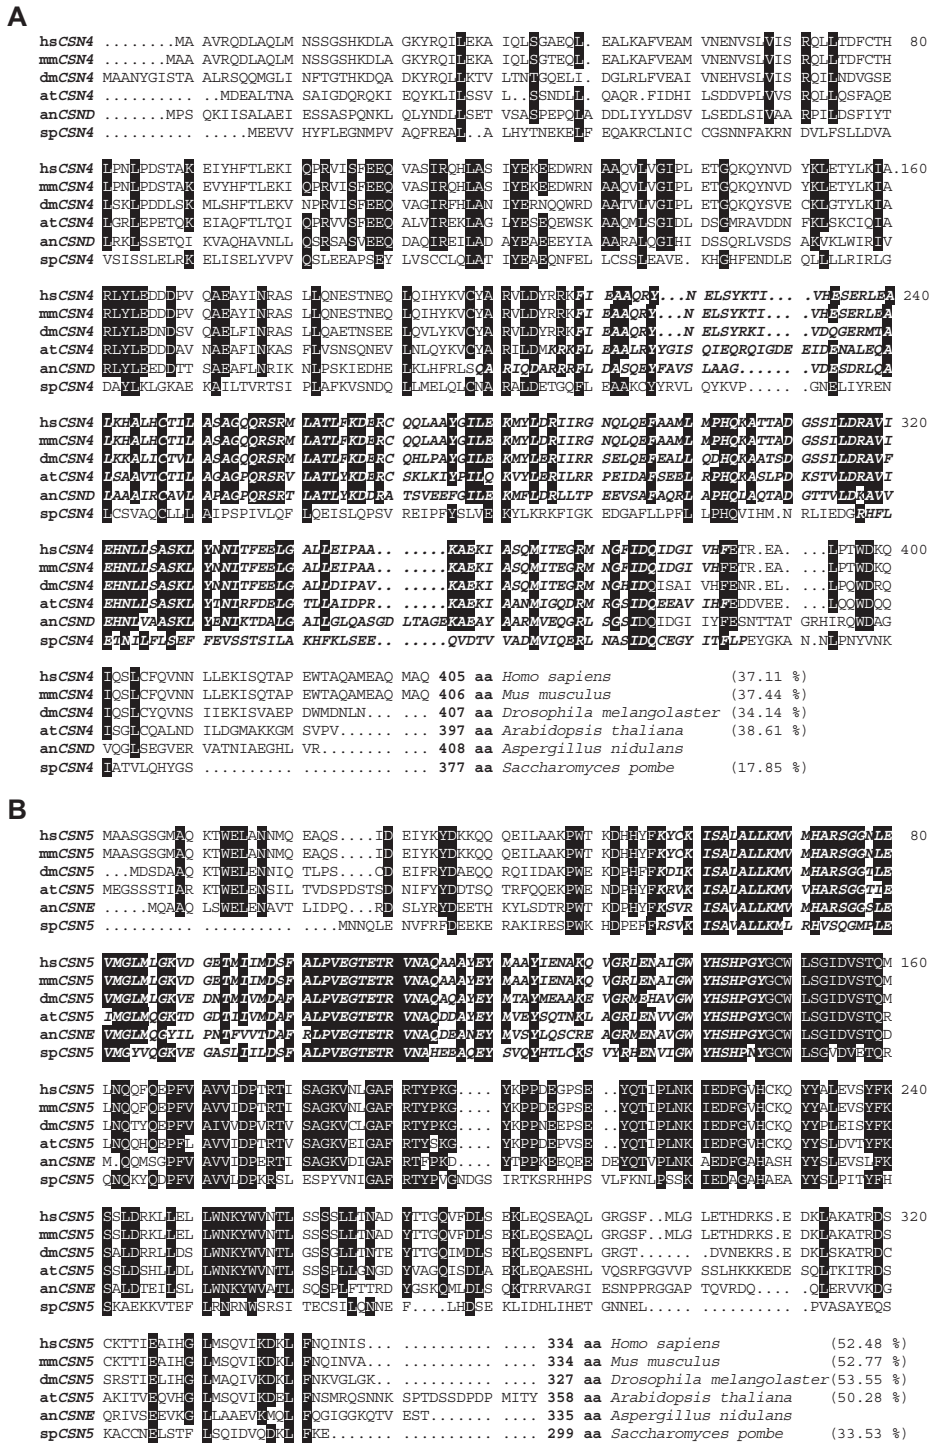 A
hsCSN4 ........MA AVRQDLAQLM NSSGSHKDLA GKYRQILEKA IQLSGAEQL. EALKAFVEAM VNENVSLVIS RQLLTDFCTH 80
mmCSN4 ........MA AAVRQDLAQLM NSSGSHKDLA GKYRQILEKA IQLSGTEQL. EALKAFVEAM VNEHVSLVIS RQLLTDFCTH
dmCSN4 MAANYGISTA ALRSQQMGLI NFTGTHKDQA DKYRQLLKTV LTNTGQELI. DGLRLFVEAI VNEHVSLVIS RQILNDVGSE
atCSN4 ..........MDEALTNA SAIGDQRQKI EQYKLILSSV L..SSNDLL. QAQR.FIDHI LSDDVPLVVS RQLLQSFAQE
anCSND .......MPS QKIISALAEI ESSASPQNKL QLYNDLLSET VSASPEPQLA DDLIYYLDSV LSEDLSIVAA RPILDSFIYT
spCSN4 ..........MEEVV HYFLEGNMPV AQFREAL..A LHYTNEKELF EQAKRCLNIC CGSNNFAKRN DVLFSLLDVA
hsCSN4 LPNLPDSTAK EIYHFTLEKI QPRVISFEEQ VASIRQHLAS IYEKEEDWRN AAQVLVGIPL ETGQKQYNVD YKLETYLKIA.160
mmCSN4 LPNLPDSTAK EVYHFTLEKI QPRVISFEEQ VASIRQHLAS IYEKEEDWRN AAQVLVGIPL ETGQKQYNVD YKLETYLKIA
dmCSN4 LSKLPDDLSK MLSHFTLEKV NPRVISFEEQ VAGIRFHLAN IYERNQQWRD AATVLVGIPL ETGQKQYSVE CKLGTYLKIA
atCSN4 LGRLEPETQK EIAQFTLTQI QPRVVSFEEQ ALVIREKLAG IYESEQEWSK AAQMLSGIDL DSGMRAVDDN FKLSKCIQIA
anCSND LRKLSSETQI KVAQHAVNLL QSRSASVEEQ DAQIREILAD AYEAEEEYIA AARALQGIHI DSSQRLVSDS AKVKLWIRIV
spCSN4 VSISSLELRK ELISELYVPV QSLEEAPSEY LVSCCLQLAT IYEAEQNFEL LCSSLEAVE. KHGHFENDLE QLLLLRIRLG
hsCSN4 RLYLEDDDPV QAEAYINRAS ILLQNESTNEQ LQIHYKVCYA RVLDYRRKFI EAAQRY...N ELSYKTI....VHESERLEA 240
mmCSN4 RLYLEDDDPV QAEAYINRAS ILLQNESTNEQ LQIHYKVCYA RVLDYRRKFI EAAQRY...N ELSYKTI....VHESERLEA
dmCSN4 RLYLEDNDSV QAELFINRAS ILLQAETNSEE LQVLYKVCYA RVLDYRRKFI EAAQRY...N ELSYRKI....VDQGERMTA
atCSN4 RLYLEDDDAV NAEAFINKAS FLVSNSQNEV LNLQYKVCYA RILDMKRKFL EAALRYYGIS QIEQRQIGDE EIDENALEQA
anCSND RLYLEEDDTT SAEAFLNRIK NLPSKIEDHE LKLHFRLSQA RIQDARRRFL DASQEYFAVS LAAG......VDESDRLQA
spCSN4 DAYLKLGKAE KAILTVRTSI PLAFKVSNDQ LLMELQLCNA RALDETGQFL EAAKCYYRVL QYKVP....GNELIYREN
hsCSN4 LKHALHCTIL ASAGQQRSRM LATLFKDERC QQLAAYGILE KMYLDRIIRG NQLQEFAAML MPHQKATTAD GSSILDRAVI 320
mmCSN4 LKHALHCTIL ASAGQQRSRM LATLFKDERC QQLAAYGILE KMYLDRIIRG NQLQEFAAML MPHQKATTAD GSSILDRAVI
dmCSN4 LKKALICTVL ASAGQQRSRM LATLFKDERC QHLPAYGILE KMYLERIIRR SELQEFEALL QDHQKAATSD GSSILDRAVF
atCSN4 LSAAVTCTIL AGAGPQRSRV LATLYKDERC SKLKIYPILQ KVYLERILRR PEIDAFSEEL RPHQKASLPD KSTVLDRAVI
anCSND LAAAIRCAVL APAGPQRSRT LATLYKDDRA TSVEEFGILE KMFLDRLLTP EEVSAFAQRL APHQLAQTAD GTTVLDKAVV
spCSN4 LCSVAQCLLL AIPSPIVLQF LQEISLQPSV REIPFYSLVE KYLKRKFIGK EDGAFLLPFL LPHQVIHM.N RLIEDGRHFL
hsCSN4 EHNLLSASKL YNNITFEELG ALLEIPAA......KAEKI ASQMITEGRM NGFIDQIDGI VHFETR.EA. ...LPTWDKQ 400
mmCSN4 EHNLLSASKL YNNITFEELG ALLEIPAA......KAEKI ASQMITEGRM NGFIDQIDGI VHFETR.EA. ...LPTWDKQ
dmCSN4 EHNLLSASKL YNNITFEELG ALLDIPAV......KAEKI ASQMITEGRM NGHIDQISAI VHFENR.EL. ...LPQWDRQ
atCSN4 EHNLLSASKL YTNIRFDELG TLLAIDPR......KAEKI AANMIGQDRM RGSIDQEEAV IHFEDDVEE. ...LQQWDQQ
anCSND EHNLVAASKL YENIKTDALG AILGLQASGD LTAGEKAEAY AARMVEQGRL SGSIDQIDGI IYFESNTTAT GRHIRQWDAG
spCSN4 ETNILFLSEF FEVSSTSILA KHFKLSEE......QVDTV VADMVIQERL NASIDQCEGY ITFLPEYGKA N.NLPNYVNK
hsCSN4 IQSLCFQVNN LLEKISQTAP EWTAQAMEAQ MAQ 405 aa Homo sapiens (37.11 %)
mmCSN4 IQSLCFQVNN LLEKISQTAP EWTAQAMEAQ MAQ 406 aa Mus musculus (37.44 %)
dmCSN4 IQSLCYQVNS IIEKISVAEP DWMDNLN... ... 407 aa Drosophila melangolaster (34.14 %)
atCSN4 ISGLCQALND ILDGMAKKGM SVPV...... ... 397 aa Arabidopsis thaliana (38.61 %)
anCSND VQGLSEGVER VATNIAEGHL VR........ ... 408 aa Aspergillus nidulans
spCSN4 IATVLQHYGS .......... .......... ... 377 aa Saccharomyces pombe (17.85 %)
B
hsCSN5 MAASGSGMAQ KTWELANNMQ EAQS....ID EIYKYDKKQQ QEILAAKPWT KDHHYFKYCK ISALALLKMV MHARSGGNLE 80
mmCSN5 MAASGSGMAQ KTWELANNMQ EAQS....ID EIYKYDKKQQ QEILAAKPWT KDHHYFKYCK ISALALLKMV MHARSGGNLE
dmCSN5 ....MDSDAAQ KTWELENNIQ TLPS....CD EIFRYDAEQQ RQIIDAKPWE KDPHFFKDIK ISALALLKMV MHARSGGTLE
atCSN5 MEGSSSTIAR KTWELENSIL TVDSPDSTSD NIFYYDDTSQ TRFQQEKPWE NDPHYFKRVK ISALALLKMV VHARSGGTIE
anCSNE .....MQAAQ LSWELENAVT LIDPQ...RD SLYRYDEETH KYLSDTRPWT KDPHYFKSVR ISAVALLKMV MHARSGGSLE
spCSN5 .......... ....MNNQLEN VFRFDEEKE RAKIRESPWK HDPEFFRSVK ISAVALLKML RHVSQGMPLE
hsCSN5 VMGLMLGKVD GETMIIMDSF ALPVEGTETR VNAQAAAYEY MAAYIENAKQ VGRLENAIGW YHSHPGYGCW LSGIDVSTQM 160
mmCSN5 VMGLMLGKVD GETMIIMDSF ALPVEGTETR VNAQAAAYEY MAAYIENAKQ VGRLENAIGW YHSHPGYGCW LSGIDVSTQM
dmCSN5 VMGLMLGKVE DNTMIVMDAF ALPVEGTETR VNAQAQAYEY MTAYMEAAKE VGRMEHAVGW YHSHPGYGCW LSGIDVSTQM
atCSN5 IMGLMQGKTD GDTIIVMDAF ALPVEGTETR VNAQDDAYEY MVEYSQTNKL AGRLENVVGW YHSHPGYGCW LSGIDVSTQR
anCSNE VMGLMQGYIL PNTFVVTDAF RLPVEGTETR VNAQDEANEY MVSYLQSCRE AGRMENAVGW YHSHPGYGCW LSGIDVSTQD
spCSN5 VMGYVQGKVE GASLIILDSF ALPVEGTETR VNAHEEAQEY SVQYHTLCKS VYRHENVIGW YHSHPNYGCW LSGVDVETQR
hsCSN5 LNQQFQEPFV AVVIDPTRTI SAGKVNLGAF RTYPKG.... YKPPDEGPSE ..YQTIPLNK IEDFGVHCKQ YYALEVSYFK 240
mmCSN5 LNQQFQEPFV AVVIDPTRTI SAGKVNLGAF RTYPKG.... YKPPDEGPSE ..YQTIPLNK IEDFGVHCKQ YYALEVSYFK
dmCSN5 LNQTYQEPFV AIVVDPVRTV SAGKVCLGAF RTYPKG.... YKPPNEEPSE ..YQTIPLNK IEDFGVHCKQ YYPLEISYFK
atCSN5 LNQQHQEPFL AVVIDPTRTV SAGKVEIGAF RTYSKG.... YKPPDEPVSE ..YQTIPLNK IEDFGVHCKQ YYSLDVTYFK
anCSNE M.QQMSGPFV AVVIDPERTI SAGKVDIGAF RTFPKD.... YTPPKEEQEE DEYQTVPLNK AEDFGAHASH YYSLEVSLFK
spCSN5 QNQKYQDPFV AVVLDPKRSL ESPYVNIGAF RTYPVGNDGS IRTKSRHHPS VLFKNLPSSK IEDAGAHAEA YYSLPITYFH
hsCSN5 SSLDRKLLEL LWNKYWVNTL SSSSLLTNAD YTTGQVFDLS EKLEQSEAQL GRGSF..MLG LETHDRKS.E DKLAKATRDS 320
mmCSN5 SSLDRKLLEL LWNKYWVNTL SSSSLLTNAD YTTGQVFDLS EKLEQSEAQL GRGSF..MLG LETHDRKS.E DKLAKATRDS
dmCSN5 SALDRRLLDS LWNKYWVNTL GSSGLLTNTE YTTGQIMDLS EKLEQSENFL GRGT......DVNEKRS.E DKLSKATRDC
atCSN5 SSLDSHLLDL LWNKYWVNTL SSSPLLGNGD YVAGQISDLA EKLEQAESHL VQSRFGGVVP SSLHKKKEDE SQLTKITRDS
anCSNE SALDTEILSL LWNKYWVATL SQSPLFTTRD YGSKQMLDLS QKTRRVARGI ESNPPRGGAP TQVRDQ.... ..QLERVVKDG
spCSN5 SKAEKKVTEF LRNRNWSRSI TECSILQNNE F....LHDSE KLIDHLIHET GNNEL..... .......... ..PVASAYEQS
hsCSN5 CKTTIEAIHG LMSQVIKDKL FNQINIS... .......... .... 334 aa Homo sapiens (52.48 %)
mmCSN5 CKTTIEAIHG LMSQVIKDKL FNQINVA... .......... .... 334 aa Mus musculus (52.77 %)
dmCSN5 SRSTIELIHG LMAQIVKDKL FNKVGLGK.. .......... .... 327 aa Drosophila melangolaster(53.55 %)
atCSN5 AKITVEQVHG LMSQVIKDEL FNSMRQSNNK SPTDSSDPDP MITY 358 aa Arabidopsis thaliana (50.28 %)
anCSNE QRIVSEEVKG LLAAEVKMQL FQGIGGKQTV EST....... .... 335 aa Aspergillus nidulans
spCSN5 KACCNELSTF LSQIDVQDKL FKE....... .......... .... 299 aa Saccharomyces pombe (33.53 %)